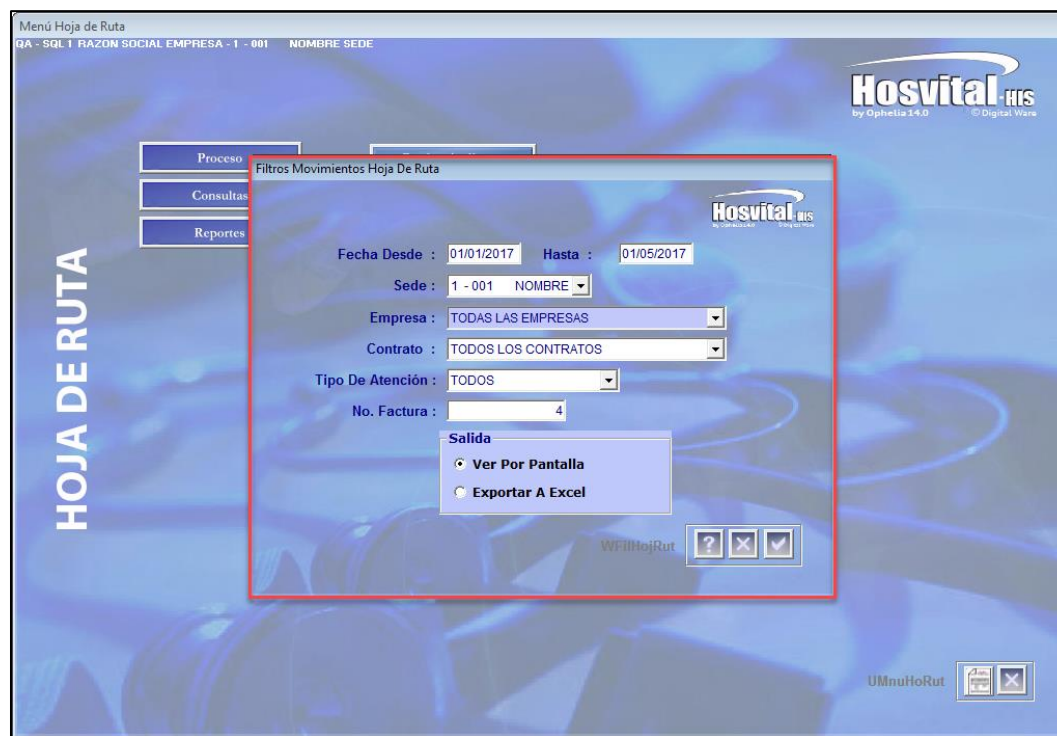 Menú Hoja de Ruta
QA - SQL 1 RAZON SOCIAL EMPRESA - 1 - 001 NOMBRE SEDE
Hosvital-HIS
by Ophelia 14.0 © Digital Ware
Proceso
Consultas
Reportes
HOJA DE RUTA
Filtros Movimientos Hoja De Ruta
Hosvital-HIS
Fecha Desde : 01/01/2017 Hasta : 01/05/2017
Sede : 1 - 001 NOMBRE
Empresa : TODAS LAS EMPRESAS
Contrato : TODOS LOS CONTRATOS
Tipo De Atención : TODOS
No. Factura : 4
Salida
Ver Por Pantalla
Exportar A Excel
WFilHojRut
UMnuHoRut